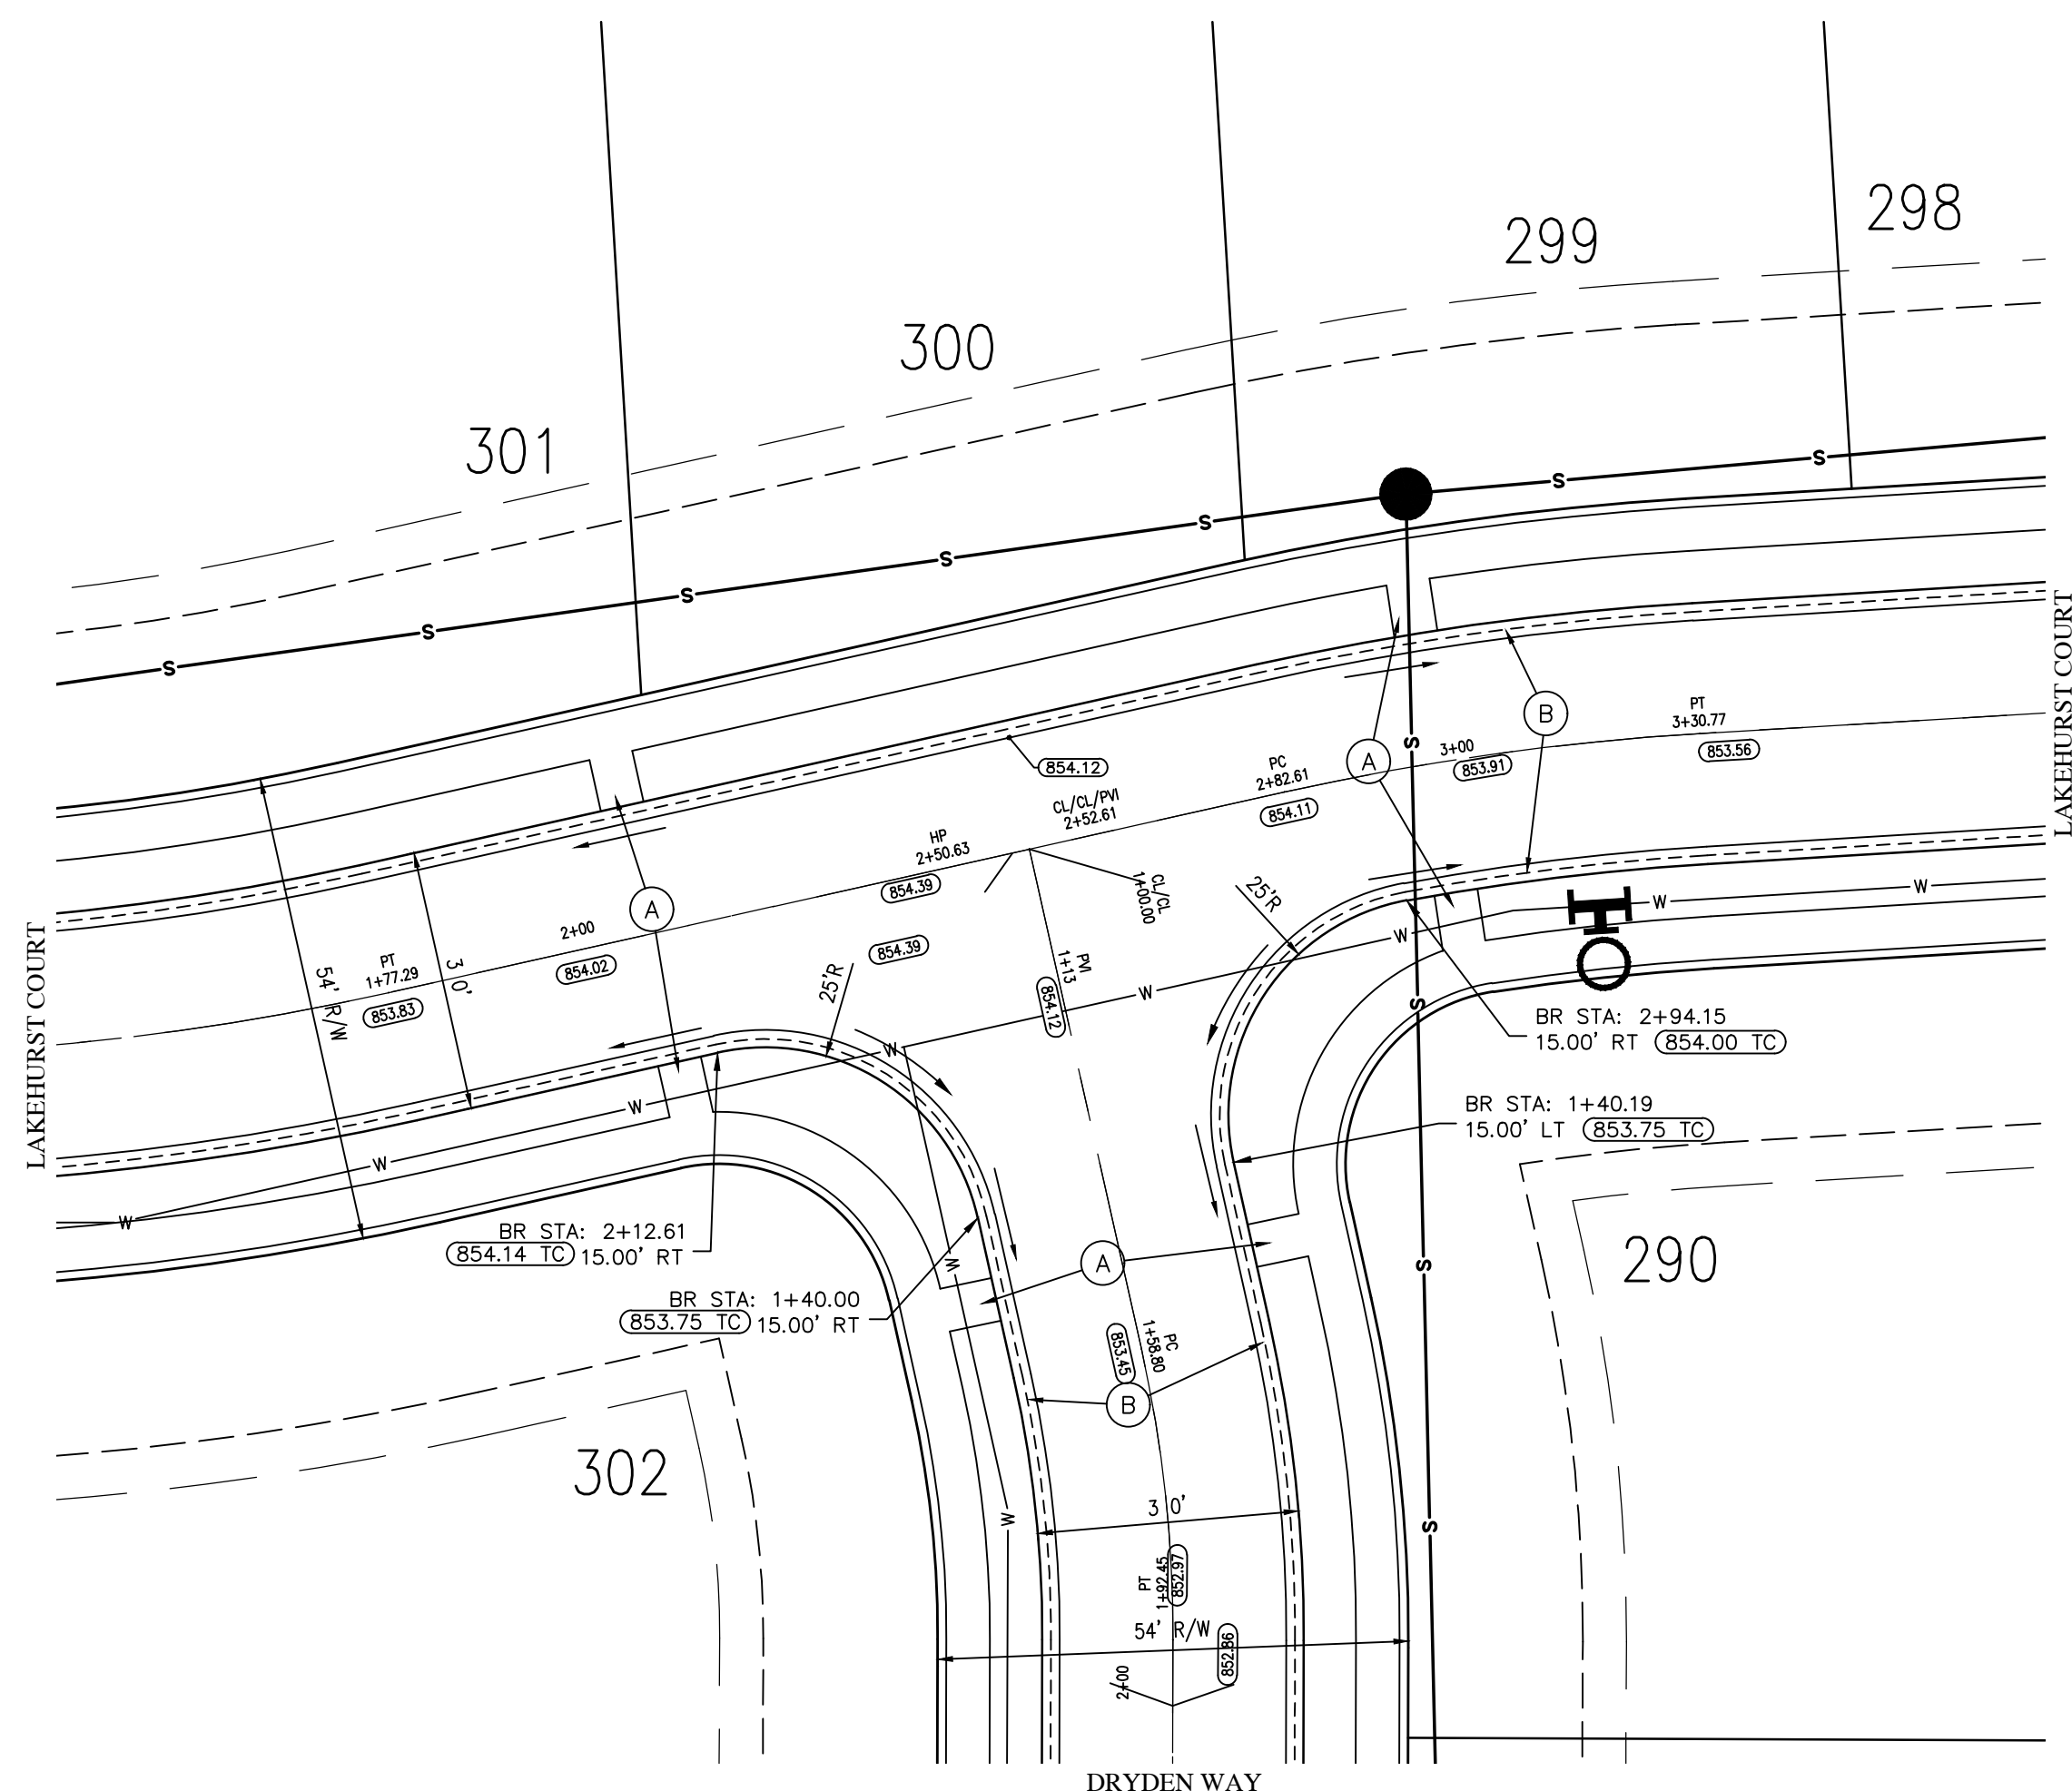 298
299
300
301
S
S
S
S
S
S
S
LAKEHURST COURT
PT
3+30.77
853.56
B
3+00
853.91
S
A
PC
2+82.61
854.11
854.12
CL/CL/PVI
2+52.61
HP
2+50.63
854.39
CL/CL
1+00.00
25'R
W
W
A
2+00
854.02
PT
1+77.29
853.83
3 0'
54' R/W
LAKEHURST COURT
854.39
25'R
PVI
1+13
854.12
W
W
W
W
W
W
S
BR STA: 2+94.15
15.00' RT 854.00 TC
BR STA: 1+40.19
15.00' LT 853.75 TC
BR STA: 2+12.61
854.14 TC 15.00' RT
BR STA: 1+40.00
853.75 TC 15.00' RT
W
A
S
290
PC
1+58.80
853.45
B
302
W
3 0'
S
PT
1+92.45
852.97
54' R/W
2+00
852.86
DRYDEN WAY